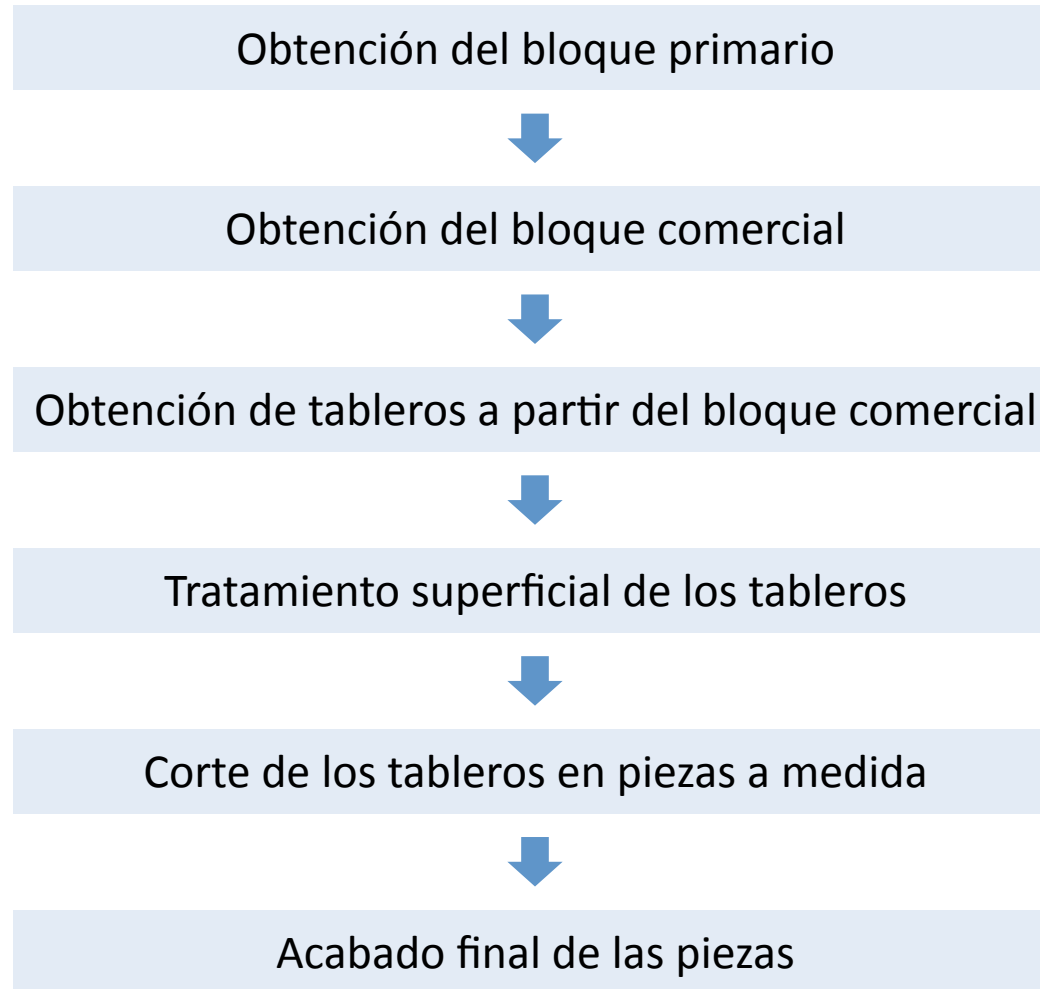 Obtención del bloque primario
Obtención del bloque comercial
Obtención de tableros a partir del bloque comercial
Tratamiento superficial de los tableros
Corte de los tableros en piezas a medida
Acabado final de las piezas